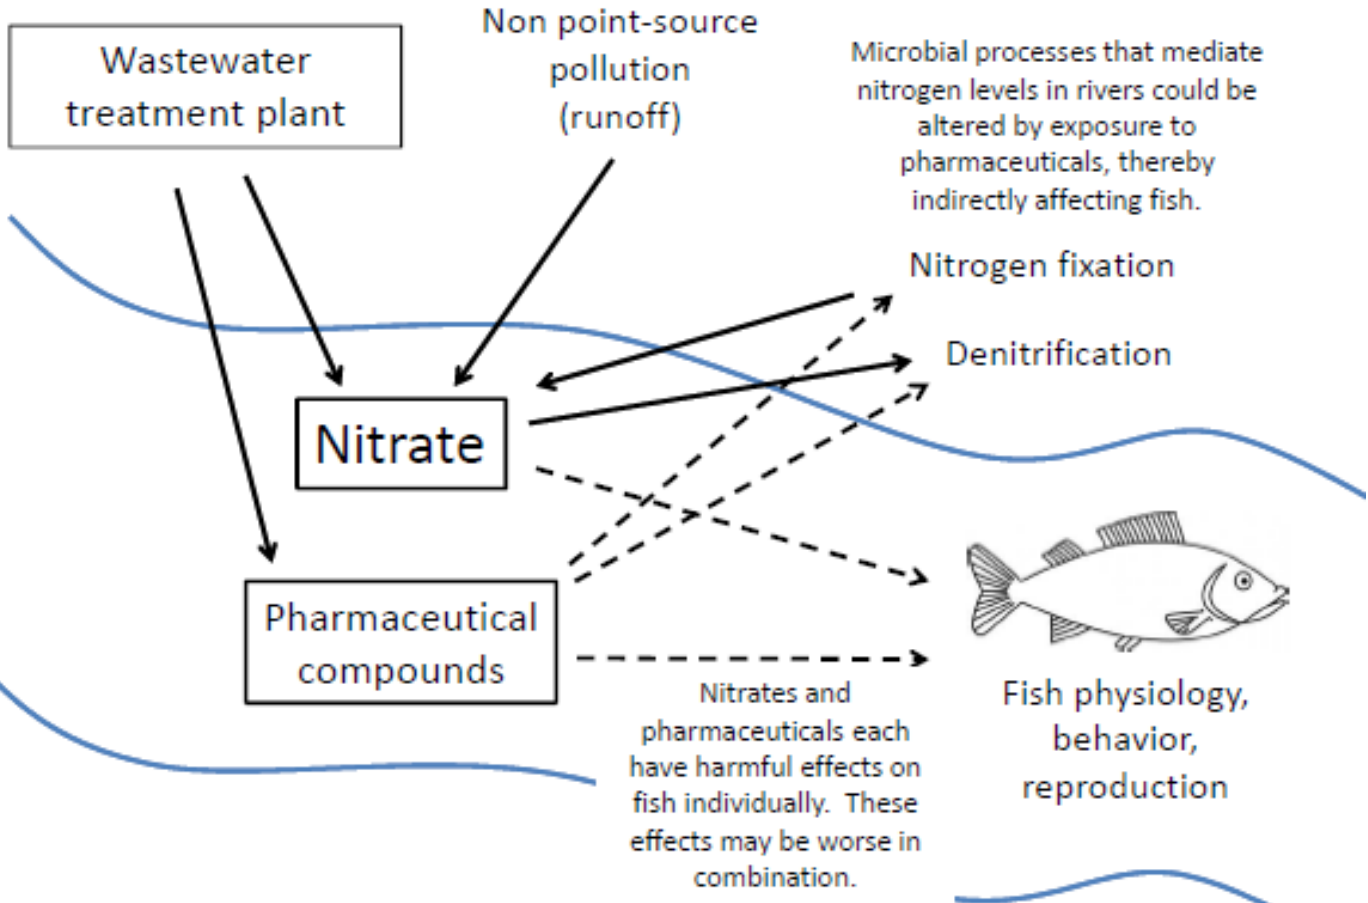 Wastewater
treatment plant
Non point-source
pollution
(runoff)
Microbial processes that mediate
nitrogen levels in rivers could be
altered by exposure to
pharmaceuticals, thereby
indirectly affecting fish.
Nitrogen fixation
Denitrification
Nitrate
Pharmaceutical
compounds
Nitrates and
pharmaceuticals each
have harmful effects on
fish individually.  These
effects may be worse in
combination.
Fish physiology,
behavior,
reproduction